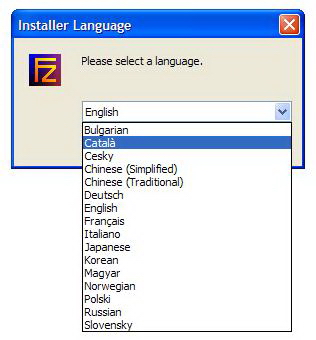 Installer Language
FZ
Please select a language.
English
Bulgarian
Català
Cesky
Chinese (Simplified)
Chinese (Traditional)
Deutsch
English
Français
Italiano
Japanese
Korean
Magyar
Norwegian
Polski
Russian
Slovensky